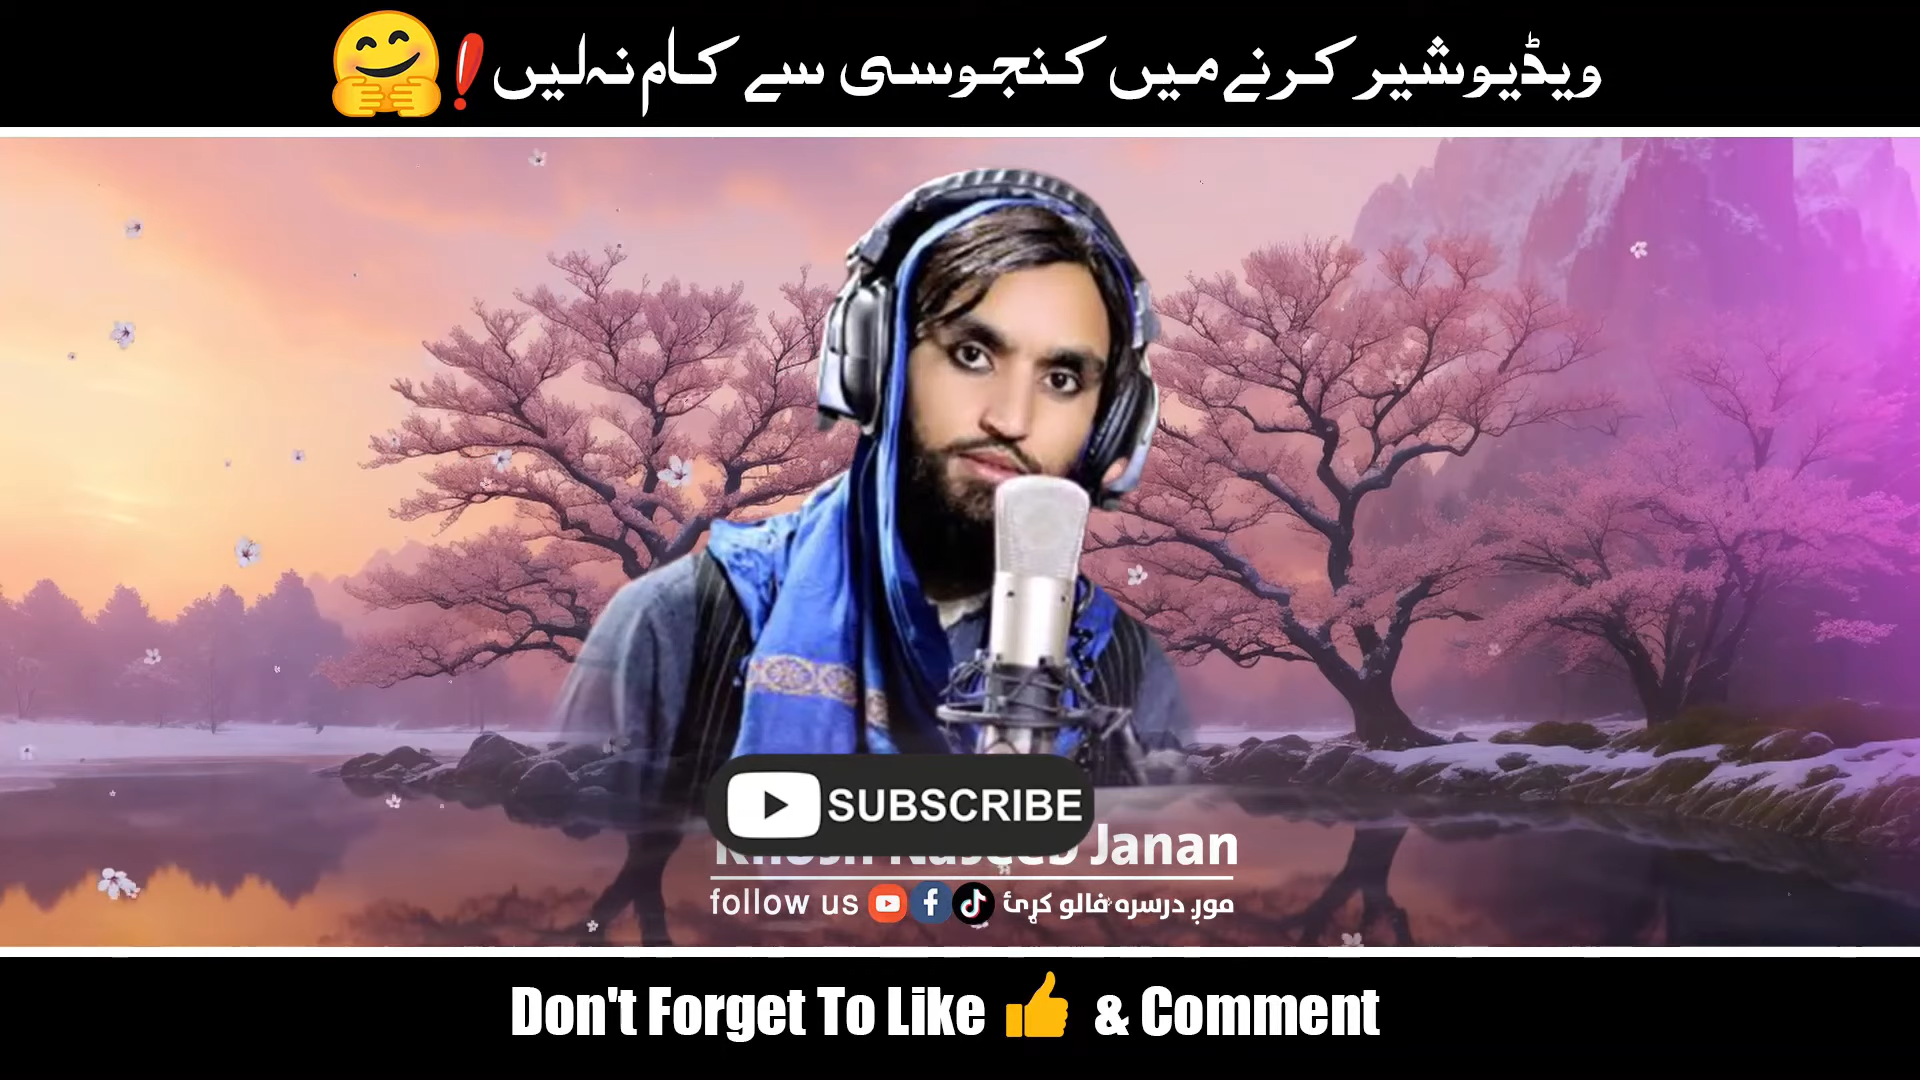 ویڈیو شیر کرنے میں کنجوسی سے کام نہ لیں❗🤗
SUBSCRIBE
Janan
follow us موږ درسره فالو کړئ
Don't Forget To Like 👍 & Comment